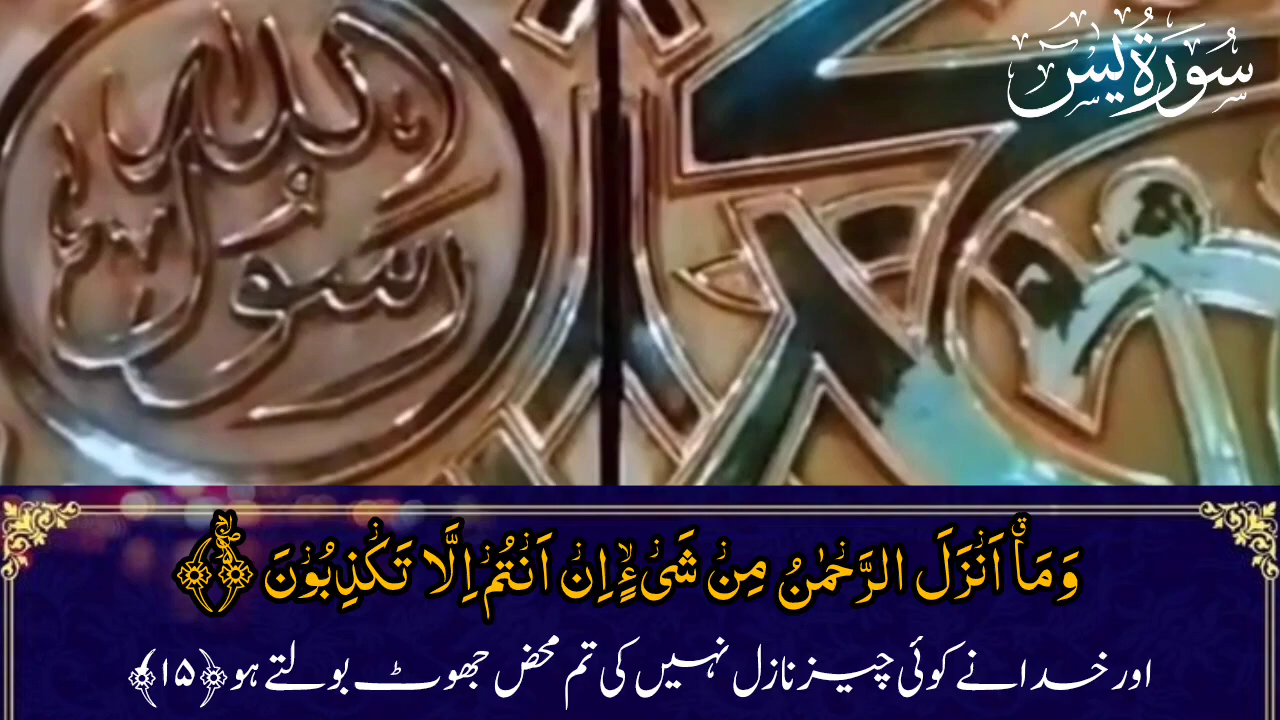 سُورَةُ يٰسٓ
رسول الله
وَمَاۤ اَنْزَلَ الرَّحْمٰنُ مِنْ شَیْءٍ ۙ اِنْ اَنْتُمْ اِلَّا تَكْذِبُوْنَ
اور خدا نے کوئی چیز نازل نہیں کی تم محض جھوٹ بولتے ہو ﴿۱۵﴾